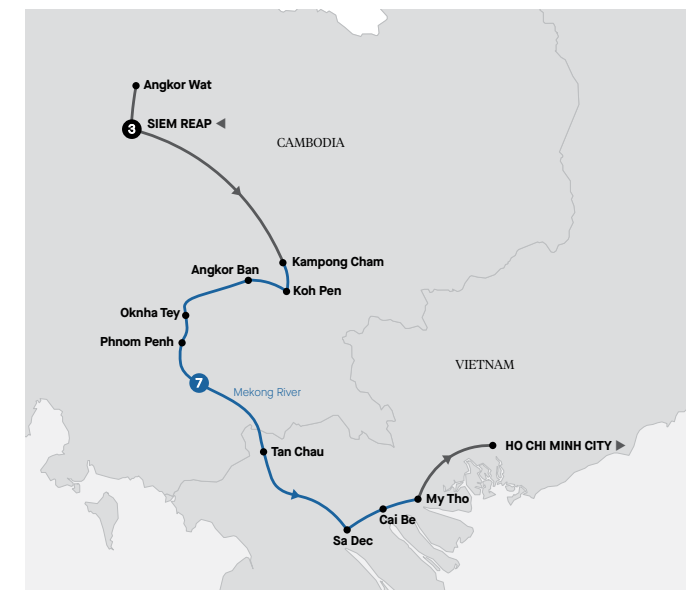 Angkor Wat
3
SIEM REAP
CAMBODIA
Kampong Cham
Angkor Ban
Koh Pen
Oknha Tey
Phnom Penh
7
Mekong River
VIETNAM
HO CHI MINH CITY
Tan Chau
My Tho
Cai Be
Sa Dec